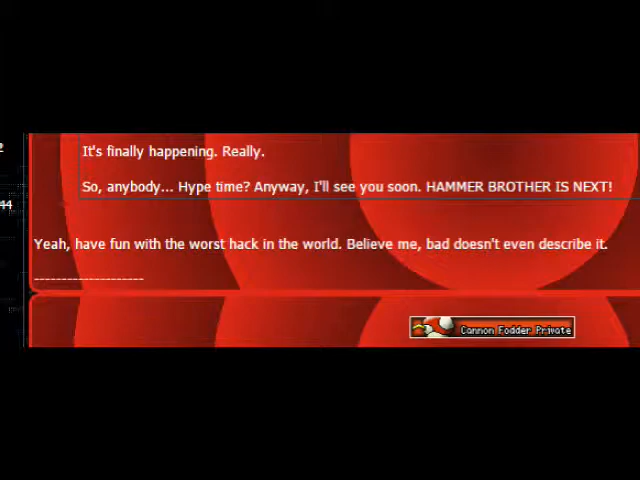 It's finally happening. Really.
So, anybody... Hype time? Anyway, I'll see you soon. HAMMER BROTHER IS NEXT!
44
Yeah, have fun with the worst hack in the world. Believe me, bad doesn't even describe it.
--------------------
Cannon Fodder Private